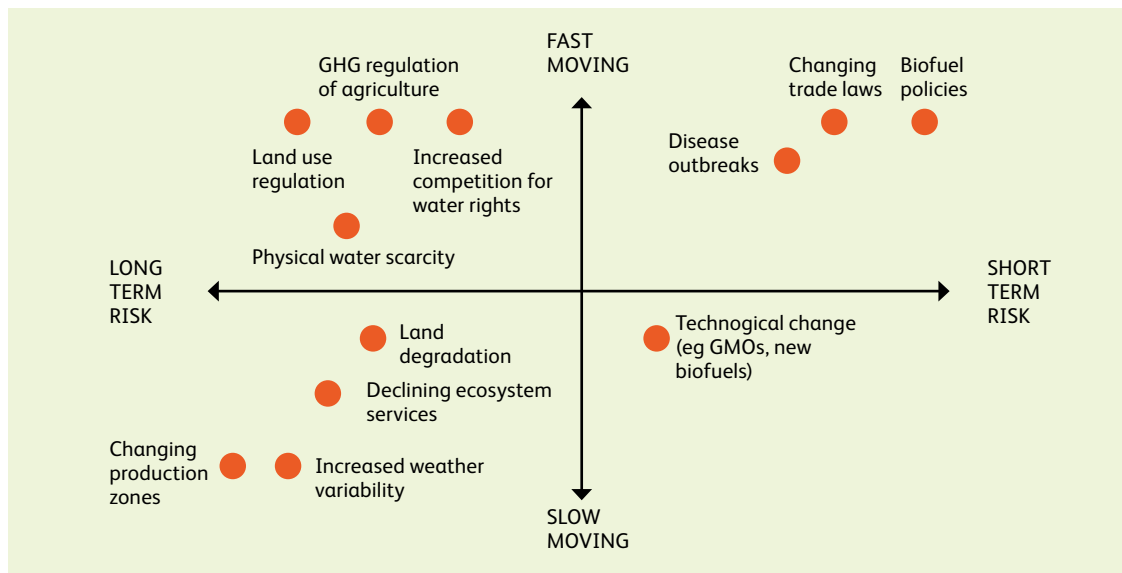 FAST
MOVING
GHG regulation
of agriculture
Changing
trade laws
Biofuel
policies
Disease
outbreaks
Land use
regulation
Increased
competition for
water rights
Physical water scarcity
LONG
TERM
RISK
SHORT
TERM
RISK
Land
degradation
Technogical change
(eg GMOs, new
biofuels)
Declining ecosystem
services
Changing
production
zones
Increased weather
variability
SLOW
MOVING